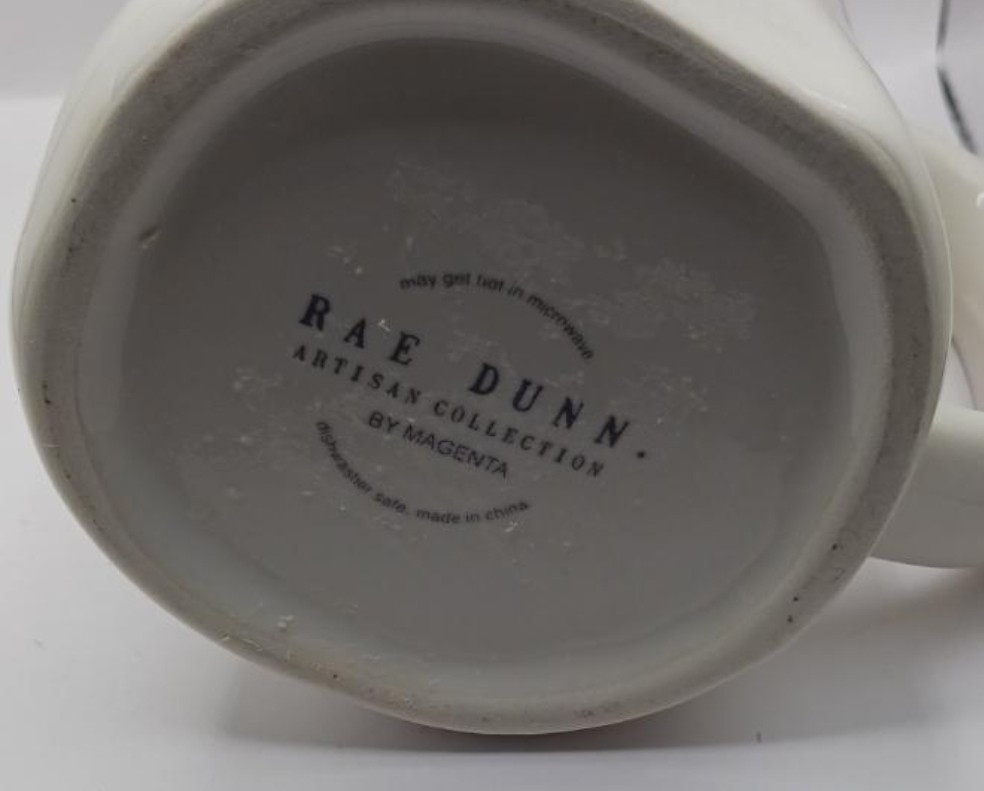 may get hot in microwave
RAE DUNN.
ARTISAN COLLECTION
BY MAGENTA
dishwasher safe. made in china